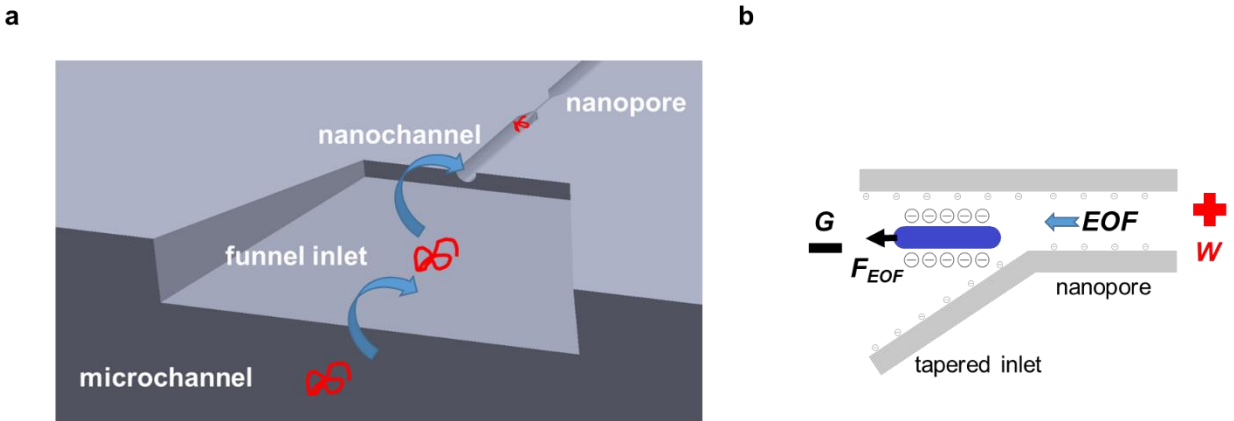 a
b
nanopore
nanochannel
funnel inlet
microchannel
G
EOF
W
F_EOF
nanopore
tapered inlet